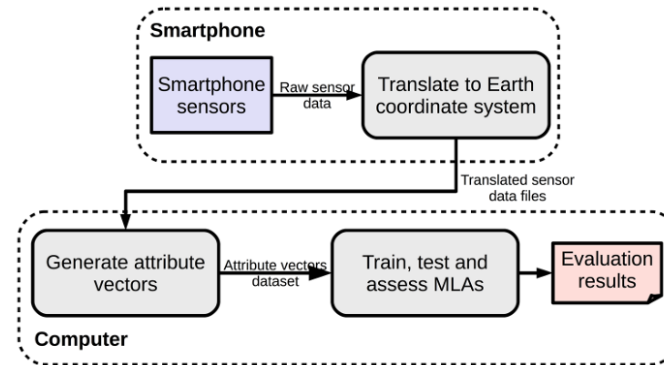 Smartphone
Smartphone
sensors
Raw sensor
data
Translate to Earth
coordinate system
Translated sensor
data files
Generate attribute
vectors
Attribute vectors
dataset
Train, test and
assess MLAs
Evaluation
results
Computer